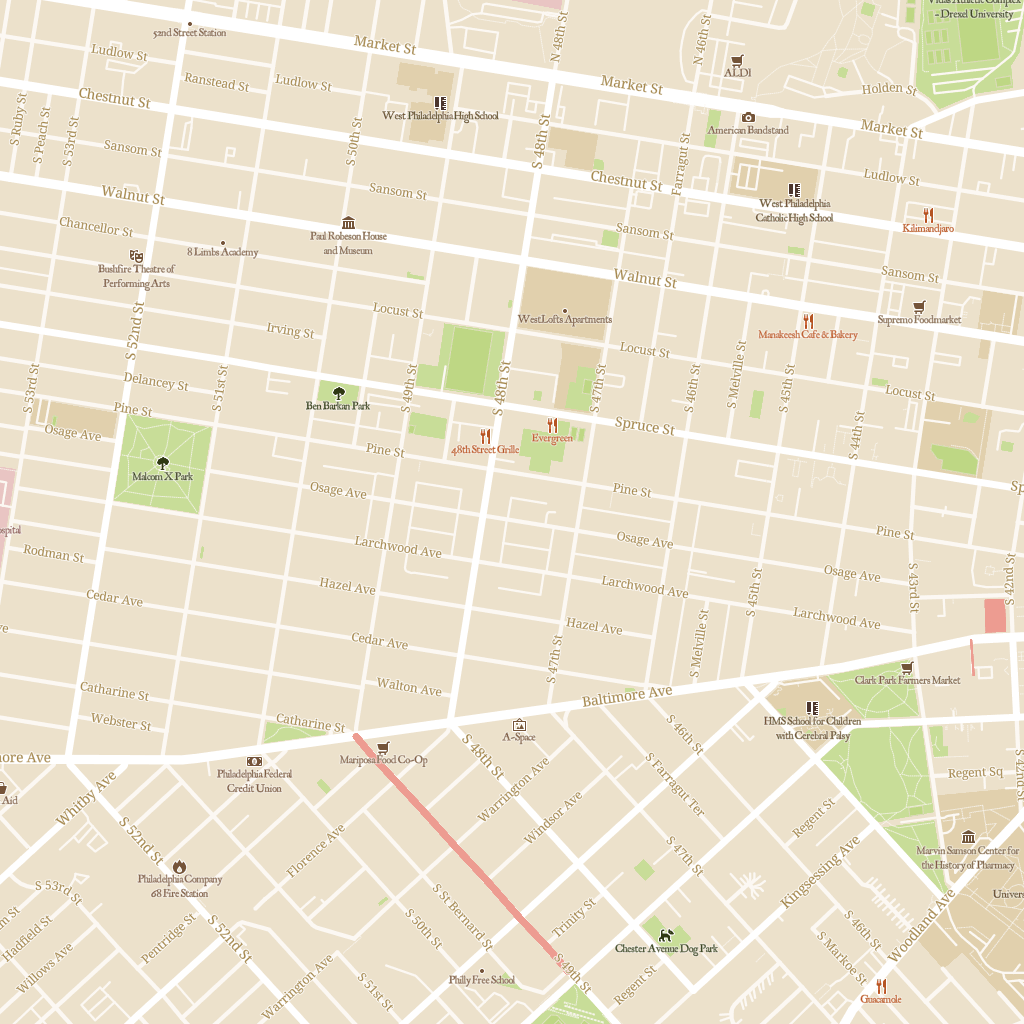 Vidas Athletic Complex
- Drexel University
52nd Street Station
Market St
N 48th St
N 46th St
Ludlow St
Ranstead St
Ludlow St
ALDI
Market St
Holden St
Chestnut St
West Philadelphia High School
American Bandstand
Market St
S Ruby St
S Peach St
S 53rd St
Sansom St
S 50th St
S 48th St
Farragut St
Chestnut St
Ludlow St
West Philadelphia
Catholic High School
Walnut St
Sansom St
Kilimandjaro
Chancellor St
Paul Robeson House
and Museum
8 Limbs Academy
Sansom St
Bushfire Theatre of
Performing Arts
Walnut St
Sansom St
Locust St
WestLofts Apartments
Supremo Foodmarket
Manakeesh Cafe & Bakery
S 52nd St
Irving St
Locust St
S 53rd St
Delancey St
S 51st St
S 49th St
S 48th St
S 47th St
S 46th St
S Melville St
S 45th St
Locust St
Ben Barkan Park
Pine St
Osage Ave
Spruce St
Evergreen
48th Street Grille
Pine St
S 44th St
Malcom X Park
Osage Ave
Pine St
Sp
ospital
Pine St
Rodman St
Larchwood Ave
Osage Ave
Osage Ave
Hazel Ave
Larchwood Ave
S 45th St
S 43rd St
S 42nd St
Cedar Ave
Larchwood Ave
Hazel Ave
ve
Cedar Ave
S 47th St
S Melville St
Catharine St
Walton Ave
Baltimore Ave
Clark Park Farmers Market
Webster St
Catharine St
A-Space
S 46th St
HMS School for Children
with Cerebral Palsy
more Ave
Mariposa Food Co-Op
S 48th St
Philadelphia Federal
Credit Union
Whitby Ave
Warrington Ave
S Farragut Ter
Regent Sq
S 42nd St
Aid
S 52nd St
Florence Ave
Windsor Ave
Regent St
Marvin Samson Center for
the History of Pharmacy
Philadelphia Company
68 Fire Station
S 47th St
Kingsessing Ave
S 53rd St
Univers
m St
Hadfield St
S 52nd St
Pentridge St
S St Bernard St
S 50th St
Trinity St
S 46th St
Woodland Ave
Chester Avenue Dog Park
S Markoe St
Willows Ave
Warrington Ave
S 51st St
Philly Free School
S 49th St
Regent St
Guacamole